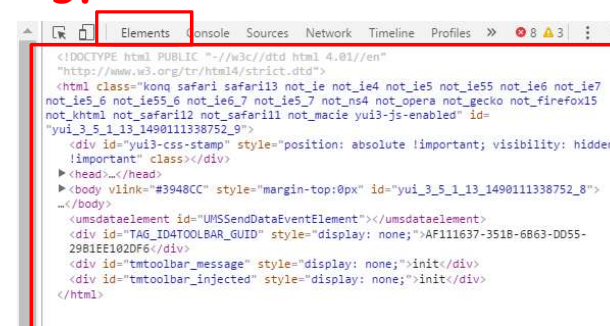 Elements Console Sources Network Timeline Profiles » 8 3
<!DOCTYPE html PUBLIC "-//w3c//dtd html 4.01//en"
"http://www.w3.org/tr/html4/strict.dtd">
<html class="konq safari safari13 not_ie not_ie4 not_ie5 not_ie55 not_ie6 not_ie7
not_ie5_6 not_ie55_6 not_ie6_7 not_ie5_7 not_ns4 not_opera not_gecko not_firefox15
not_khtml not_safari12 not_safari11 not_macie yui3-js-enabled" id=
"yui_3_5_1_13_1490111338752_9">
<div id="yui3-css-stamp" style="position: absolute !important; visibility: hidden
!important" class></div>
▶<head>…</head>
▶<body vlink="#3948CC" style="margin-top:0px" id="yui_3_5_1_13_1490111338752_8">
…</body>
<umsdataelement id="UMSSendDataEventElement"></umsdataelement>
<div id="TAG_ID4TOOLBAR_GUID" style="display: none;">AF111637-351B-6B63-DD55-
29B1EE102DF6</div>
<div id="tmtoolbar_message" style="display: none;">init</div>
<div id="tmtoolbar_injected" style="display: none;">init</div>
</html>